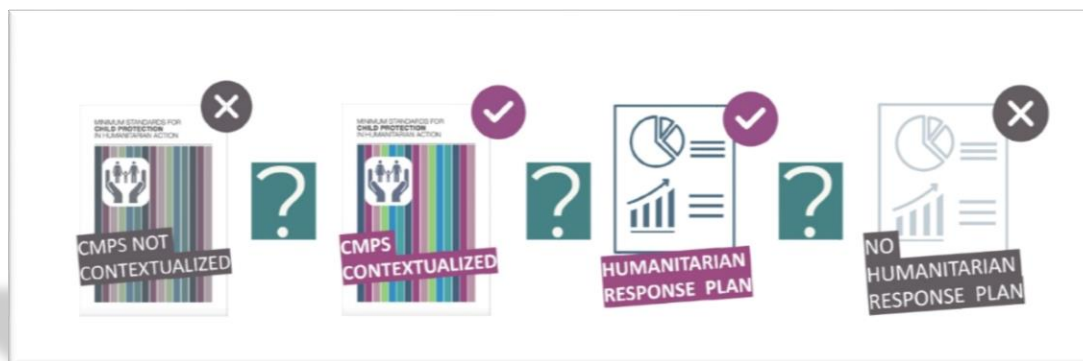 MINIMUM STANDARDS FOR
CHILD PROTECTION
IN HUMANITARIAN ACTION
CMPS NOT
CONTEXTUALIZED
?
MINIMUM STANDARDS FOR
CHILD PROTECTION
IN HUMANITARIAN ACTION
CMPS
CONTEXTUALIZED
?
HUMANITARIAN
RESPONSE PLAN
?
NO
HUMANITARIAN
RESPONSE PLAN